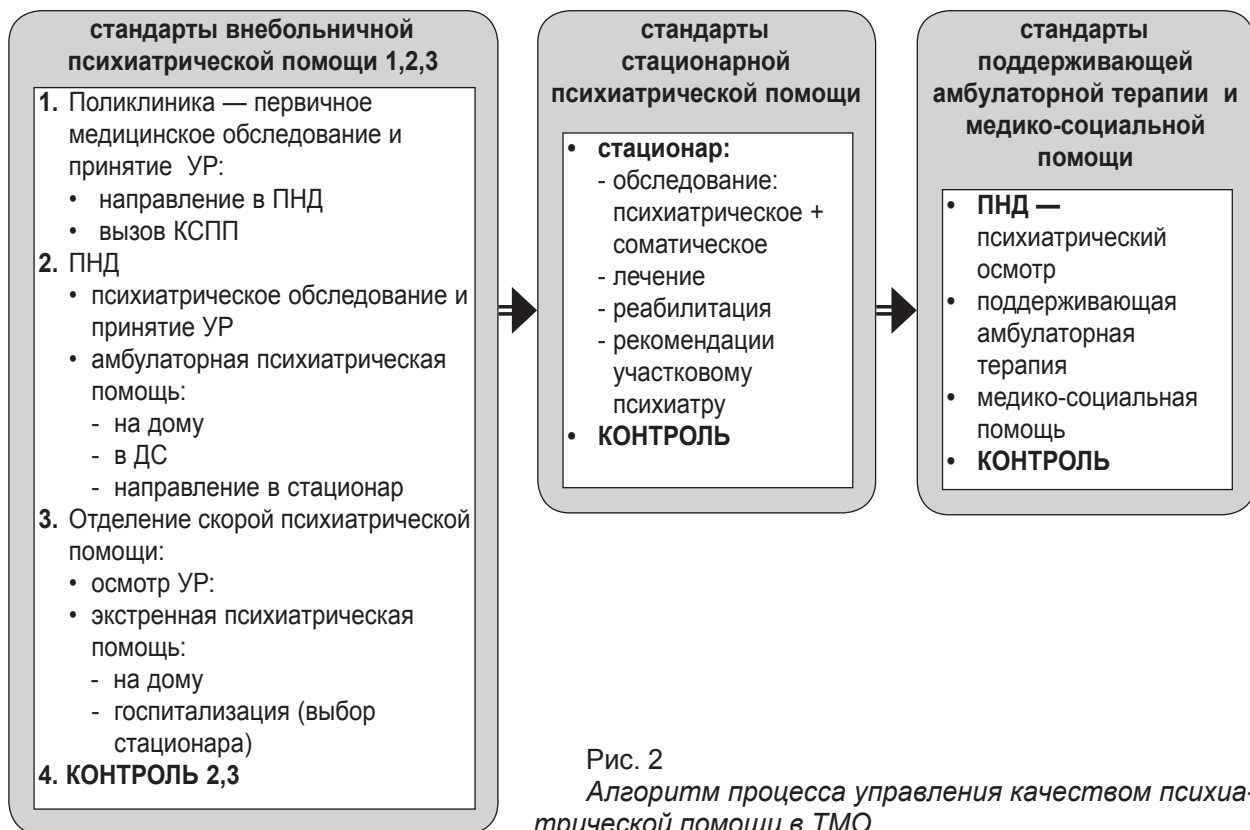 стандарты внебольничной
психиатрической помощи 1,2,3
1. Поликлиника — первичное
медицинское обследование и
принятие УР:
• направление в ПНД
• вызов КСПП
2. ПНД
• психиатрическое обследование и
принятие УР
• амбулаторная психиатрическая
помощь:
- на дому
- в ДС
- направление в стационар
3. Отделение скорой психиатрической
помощи:
• осмотр УР:
• экстренная психиатрическая
помощь:
- на дому
- госпитализация (выбор
стационара)
4. КОНТРОЛЬ 2,3
стандарты
стационарной
психиатрической помощи
• стационар:
- обследование:
психиатрическое +
соматическое
- лечение
- реабилитация
- рекомендации
участковому
психиатру
• КОНТРОЛЬ
стандарты
поддерживающей
амбулаторной терапии и
медико-социальной
помощи
• ПНД —
психиатрический
осмотр
• поддерживающая
амбулаторная
терапия
• медико-социальная
помощь
• КОНТРОЛЬ
Рис. 2
Алгоритм процесса управления качеством психиа-
трической помощи в ТМО